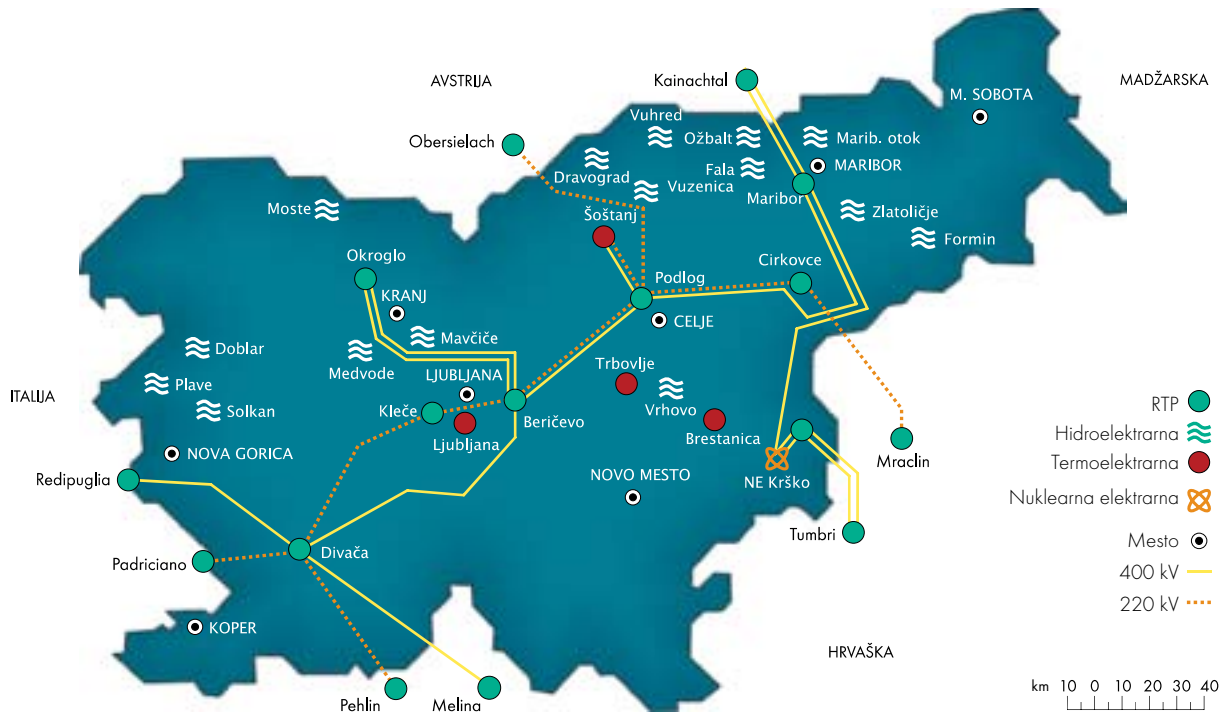 AVSTRIJA
Kainachtal
MADŽARSKA
M. SOBOTA
Vuhred
Ožbalt
Marib. otok
Obersielach
Dravograd
Fala
MARIBOR
Vuzenica
Maribor
Moste
Šoštanj
Zlatoličje
Formin
Okroglo
Cirkovce
Podlog
KRANJ
CELJE
Mavčiče
Doblar
Medvode
LJUBLJANA
Trbovlje
Plave
ITALIJA
Kleče
Beričevo
Vrhovo
Solkan
Ljubljana
Brestanica
NOVA GORICA
Mraclin
Redipuglia
NOVO MESTO
NE Krško
Tumbri
Padriciano
Divača
KOPER
HRVAŠKA
Pehlin
Melina
RTP
Hidroelektrarna
Termoelektrarna
Nuklearna elektrarna
Mesto
400 kV
220 kV
km 10 0 10 20 30 40